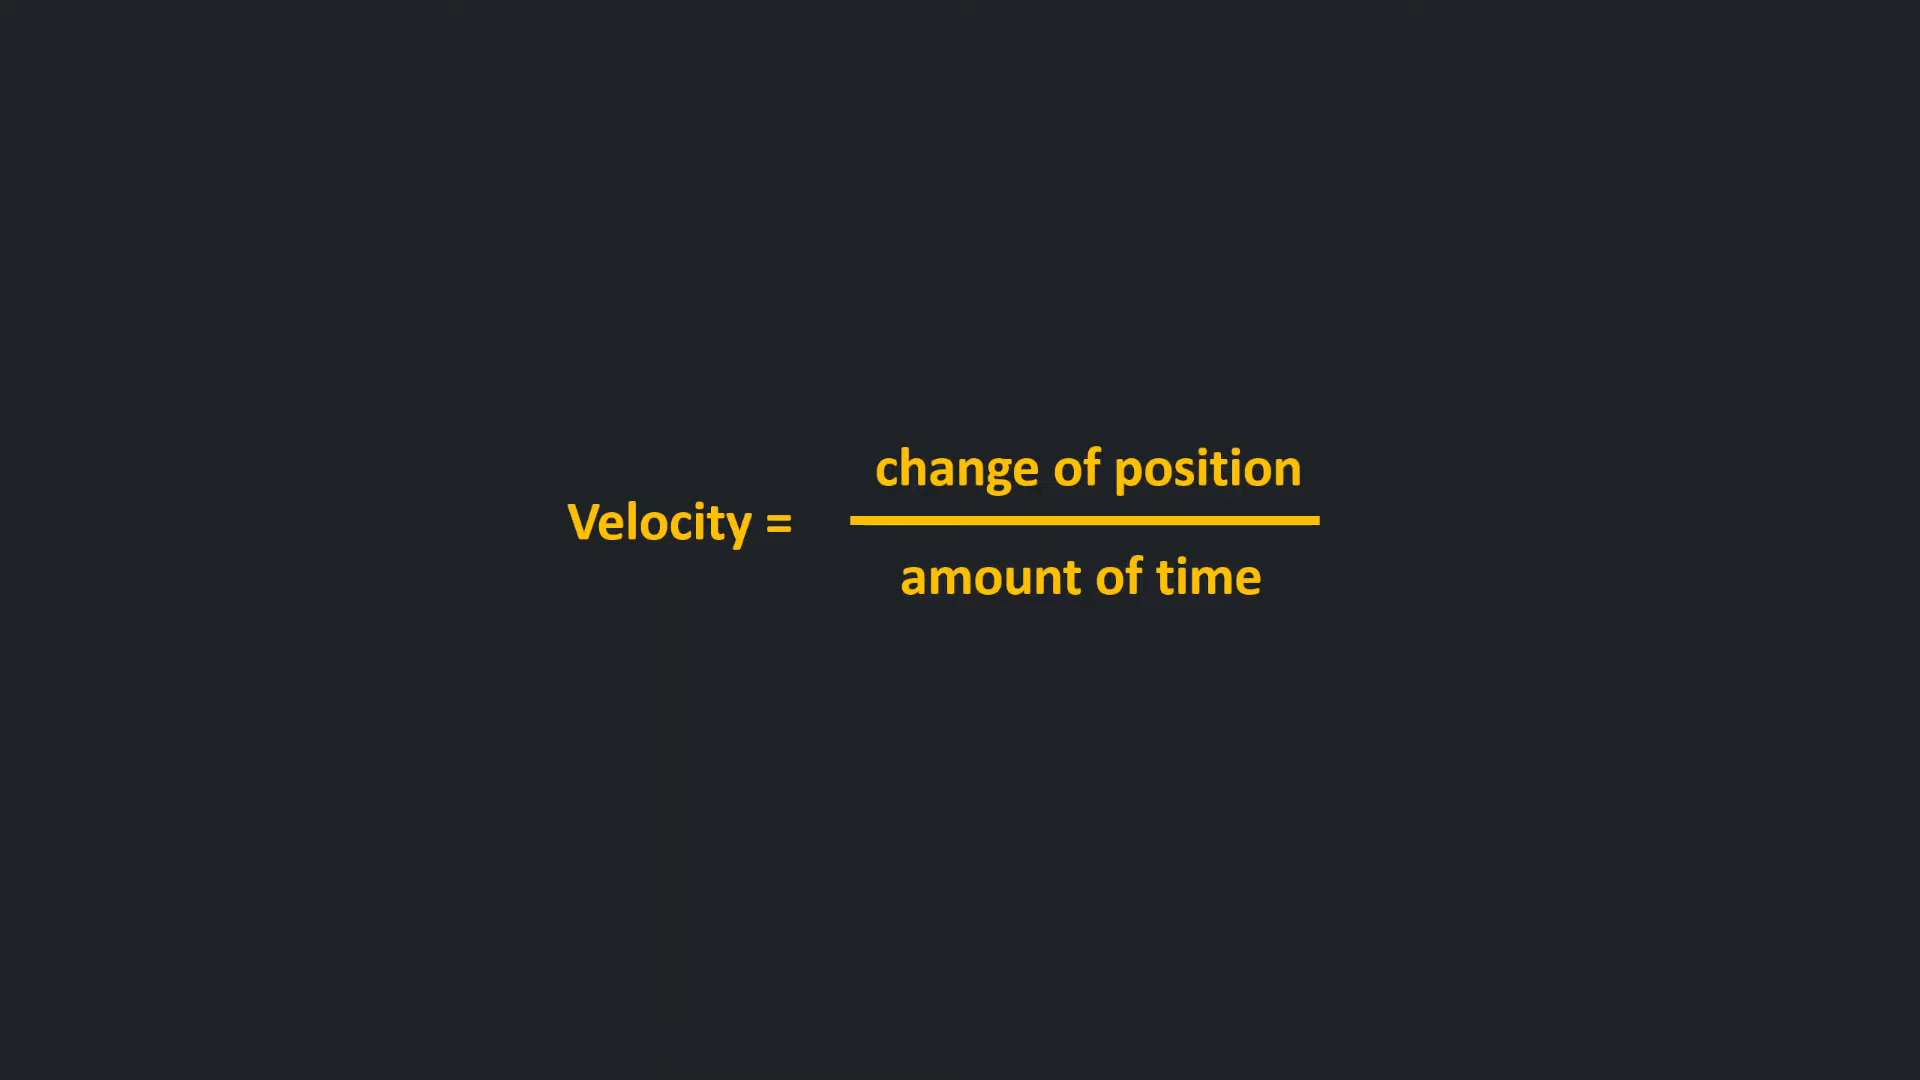 change of position
Velocity =
amount of time